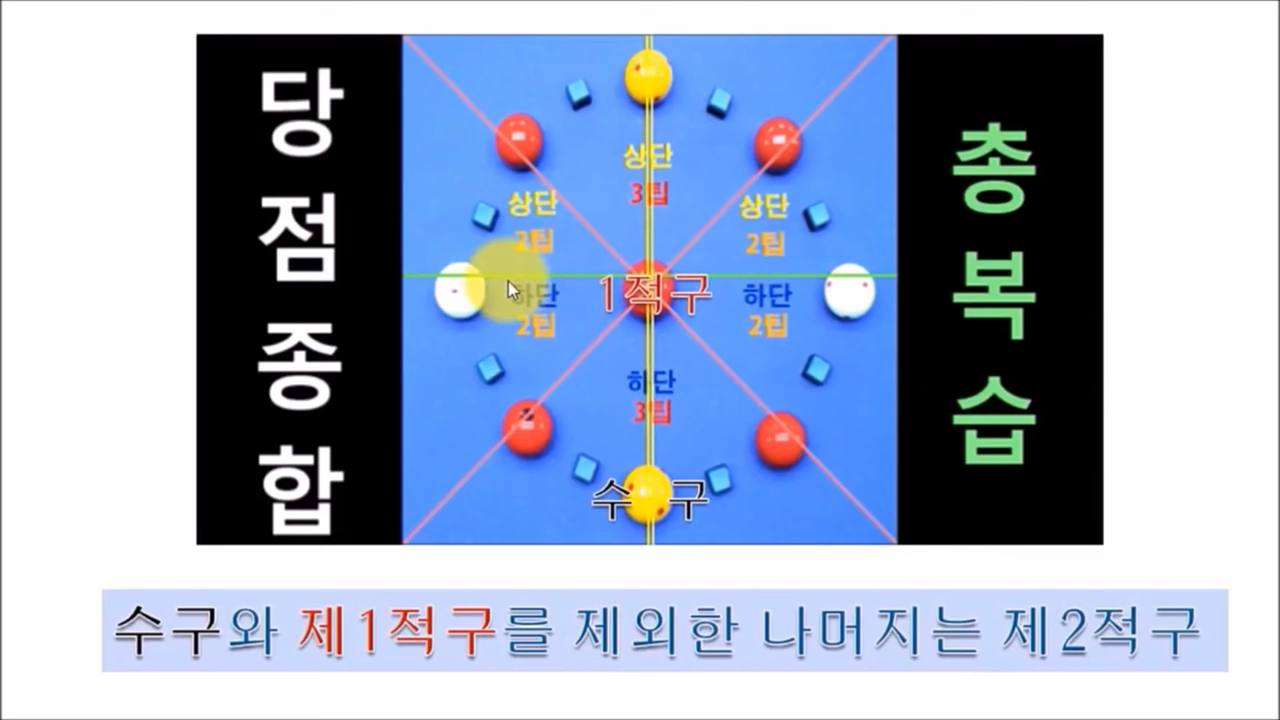 당점종합
총복습
상단
3팁
상단
2팁
상단
2팁
1적구
하단
2팁
하단
2팁
하단
3팁
수구
수구와 제1적구를 제외한 나머지는 제2적구